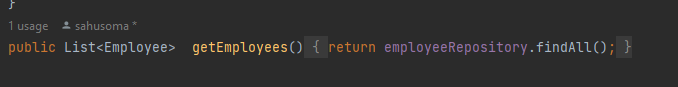 }
1 usage sahusoma *
public List<Employee>  getEmployees() { return employeeRepository.findAll(); }